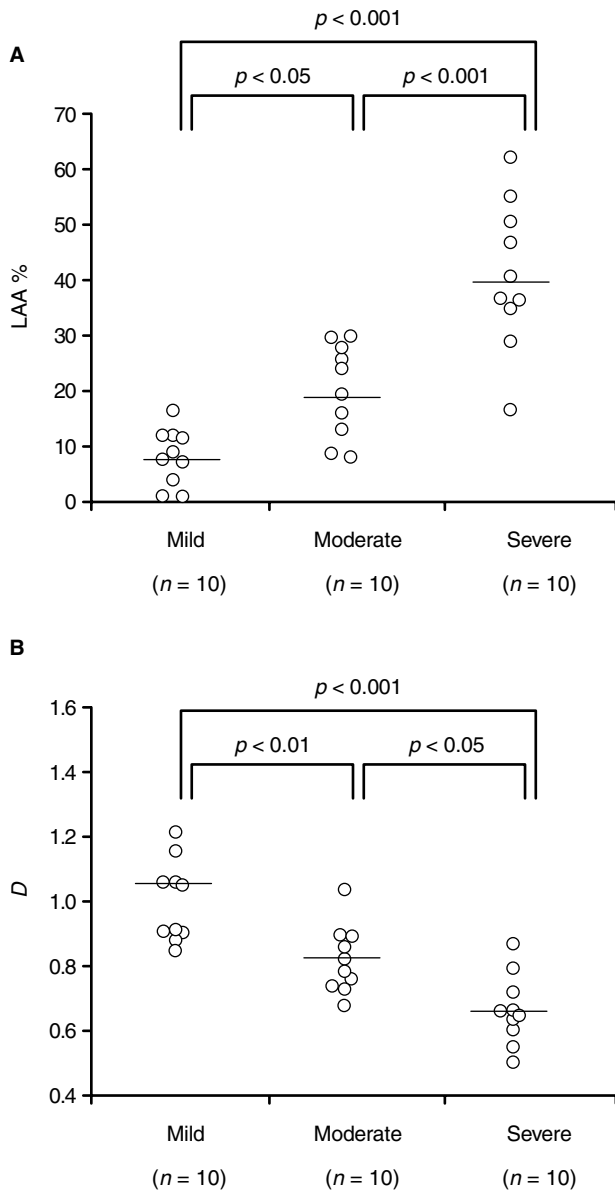 A
p < 0.001
p < 0.05
p < 0.001
70
60
50
40
30
20
10
0
LAA %
Mild
Moderate
Severe
(n = 10)
(n = 10)
(n = 10)
B
p < 0.001
p < 0.01
p < 0.05
1.6
1.4
1.2
1.0
0.8
0.6
0.4
D
Mild
Moderate
Severe
(n = 10)
(n = 10)
(n = 10)